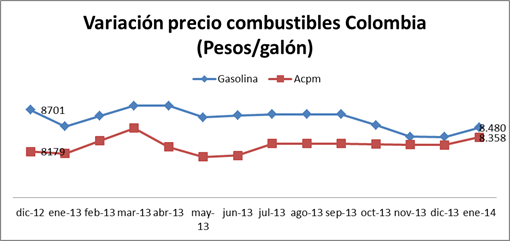 Variación precio combustibles Colombia
(Pesos/galón)
Gasolina Acpm
8701
8179
8.480
8.358
dic-12 ene-13 feb-13 mar-13 abr-13 may-13 jun-13 jul-13 ago-13 sep-13 oct-13 nov-13 dic-13 ene-14